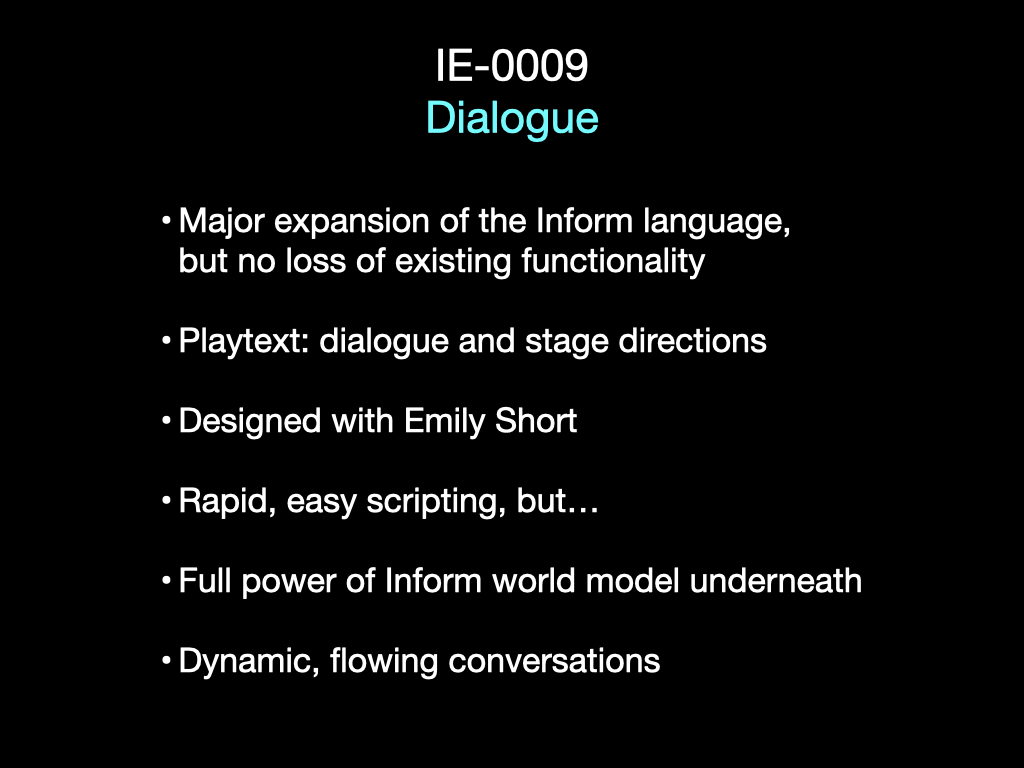 IE-0009
Dialogue
• Major expansion of the Inform language,
but no loss of existing functionality
• Playtext: dialogue and stage directions
• Designed with Emily Short
• Rapid, easy scripting, but…
• Full power of Inform world model underneath
• Dynamic, flowing conversations